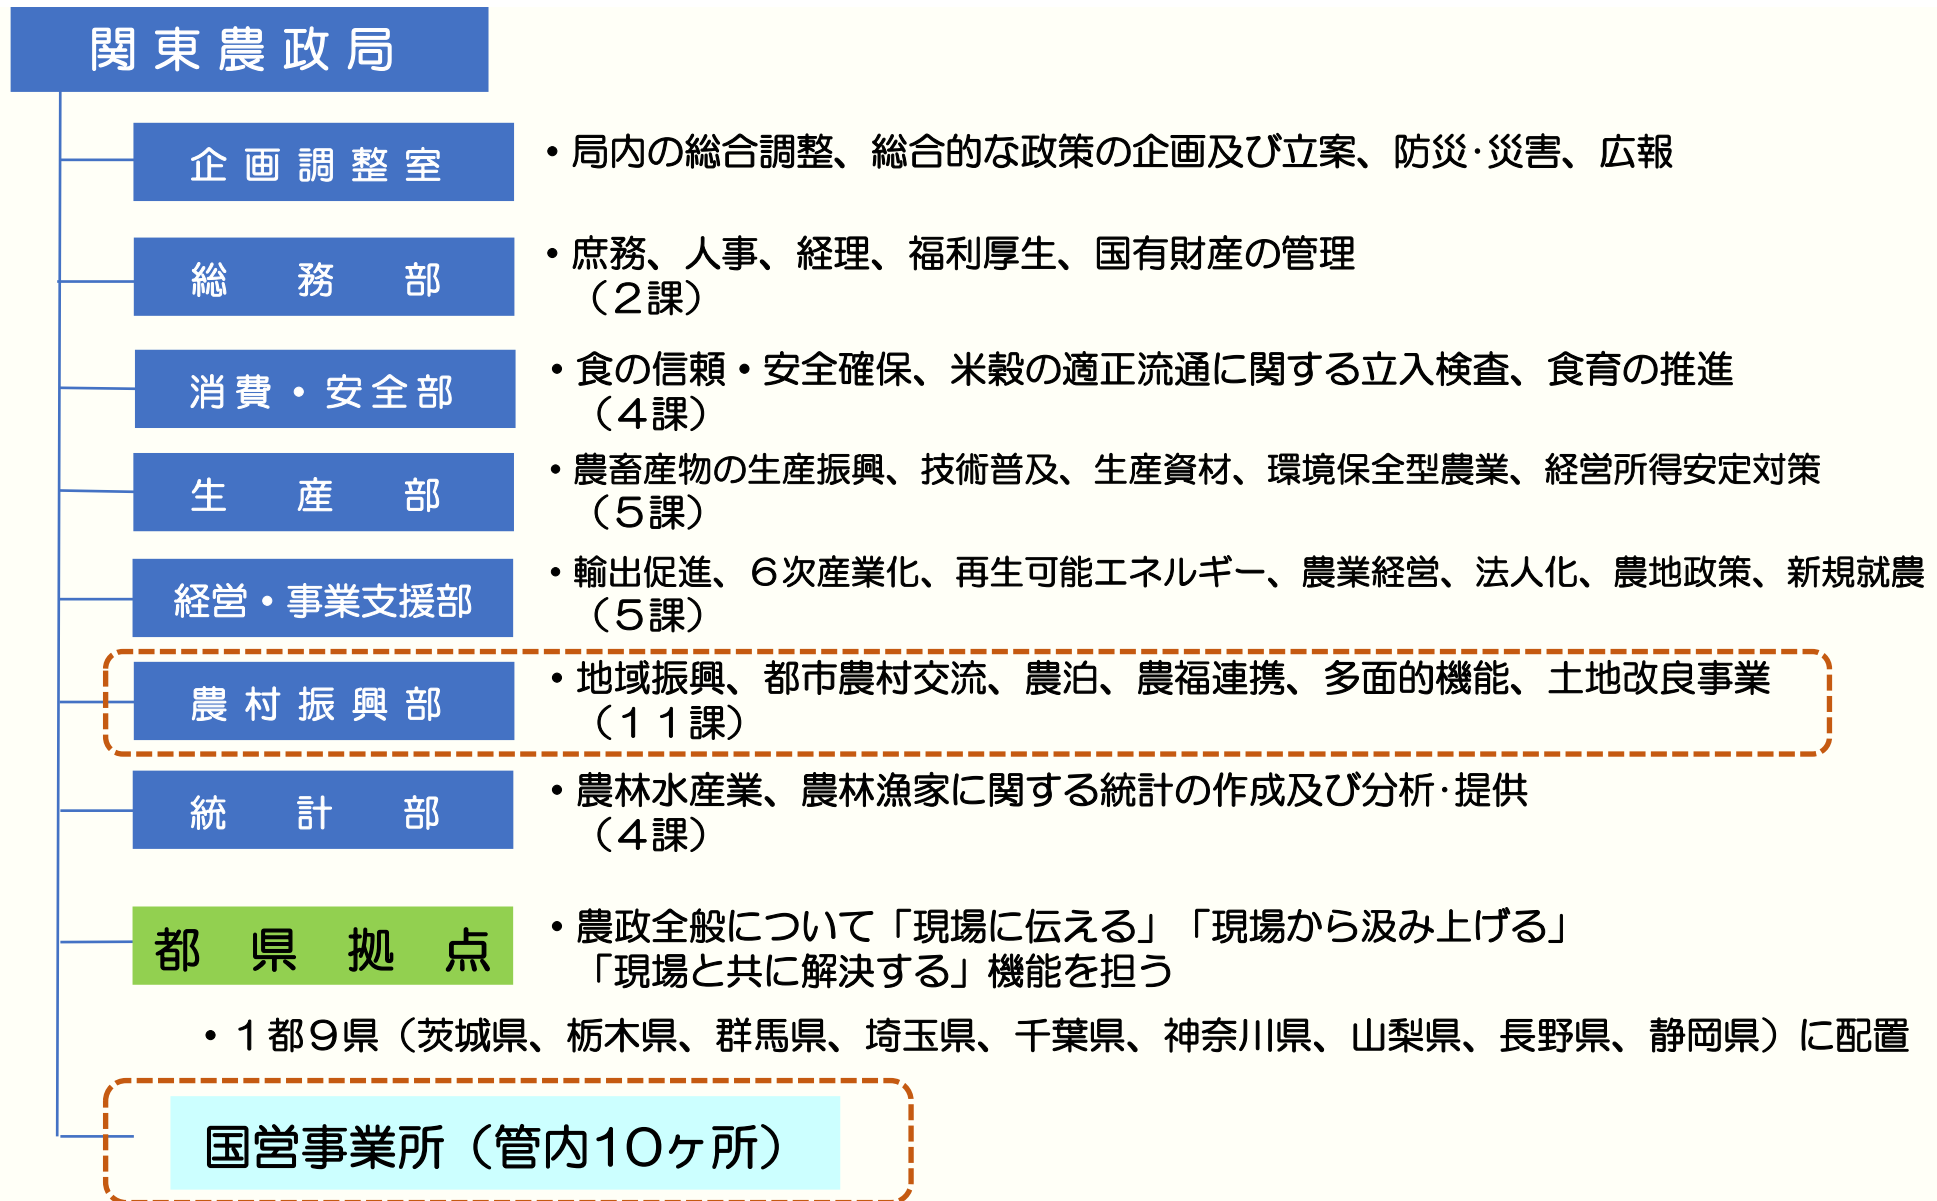 関東農政局
企画調整室
・局内の総合調整、総合的な政策の企画及び立案、防災･災害、広報
総務部
・庶務、人事、経理、福利厚生、国有財産の管理
（２課）
消費・安全部
・食の信頼・安全確保、米穀の適正流通に関する立入検査、食育の推進
（４課）
生産部
・農畜産物の生産振興、技術普及、生産資材、環境保全型農業、経営所得安定対策
（５課）
経営・事業支援部
・輸出促進、６次産業化、再生可能エネルギー、農業経営、法人化、農地政策、新規就農
（５課）
農村振興部
・地域振興、都市農村交流、農泊、農福連携、多面的機能、土地改良事業
（１１課）
統計部
・農林水産業、農林漁家に関する統計の作成及び分析･提供
（４課）
都県拠点
・農政全般について「現場に伝える」「現場から汲み上げる」
「現場と共に解決する」機能を担う
・１都９県（茨城県、栃木県、群馬県、埼玉県、千葉県、神奈川県、山梨県、長野県、静岡県）に配置
国営事業所（管内10ヶ所）